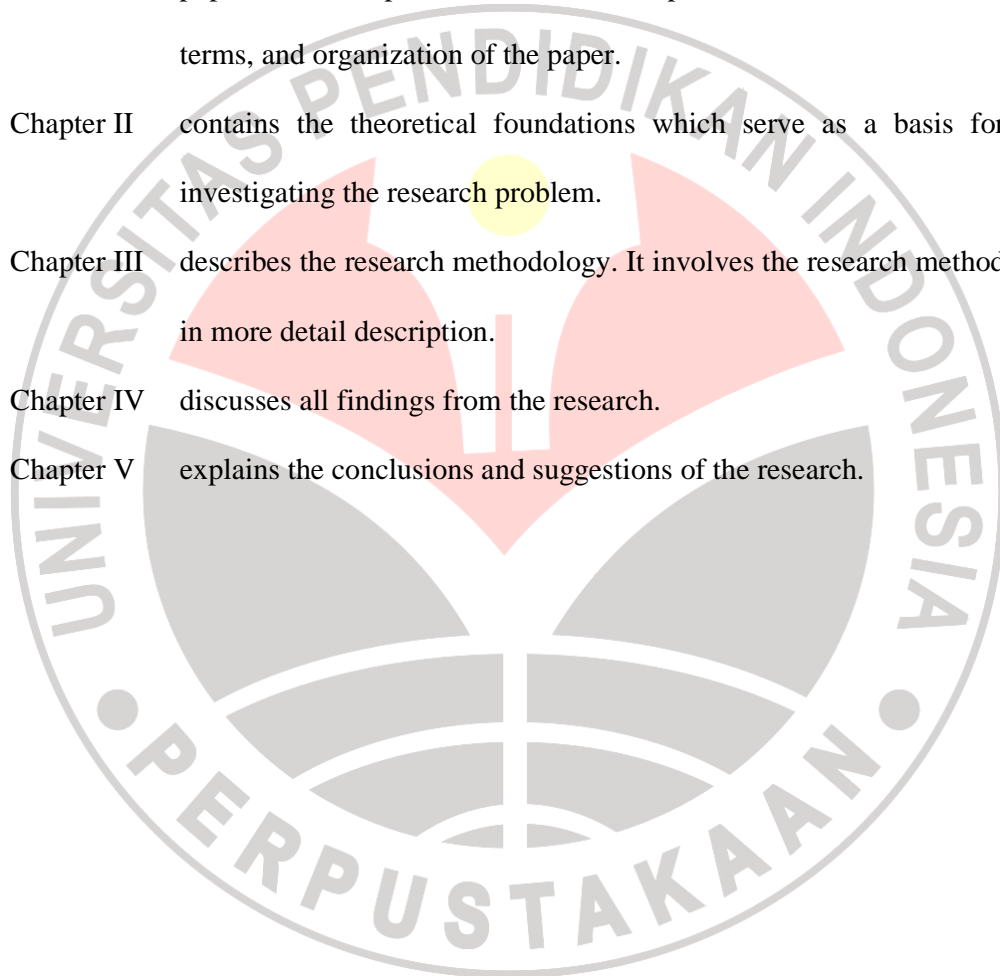 terms, and organization of the paper.
Chapter II contains the theoretical foundations which serve as a basis for
investigating the research problem.
Chapter III describes the research methodology. It involves the research method
in more detail description.
Chapter IV discusses all findings from the research.
Chapter V explains the conclusions and suggestions of the research.
UNIVERSITAS PENDIDIKAN INDONESIA
PERPUSTAKAAN